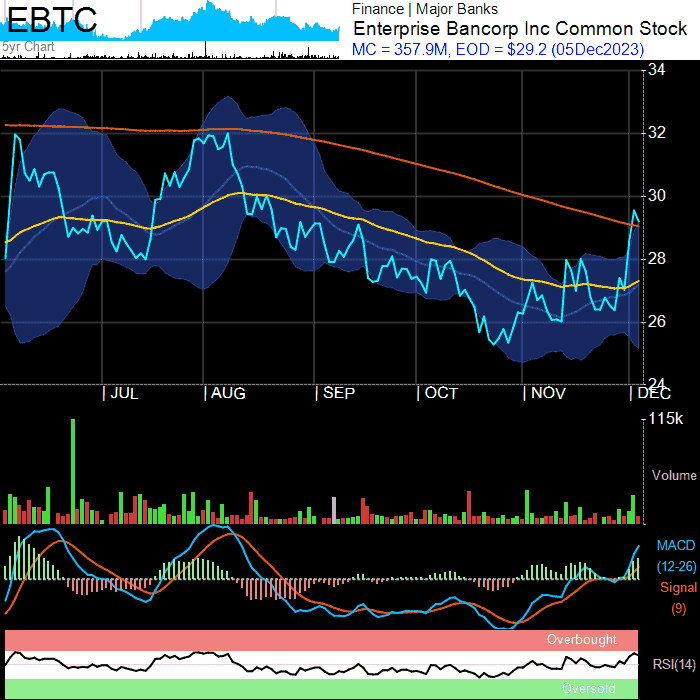 EBTC
5yr Chart
Finance | Major Banks
Enterprise Bancorp Inc Common Stock
MC = 357.9M, EOD = $29.2 (05Dec2023)
34
32
30
28
26
24
| JUL | AUG | SEP | OCT | NOV | DEC
115k
Volume
MACD
(12-26)
Signal
(9)
Overbought
RSI(14)
Oversold